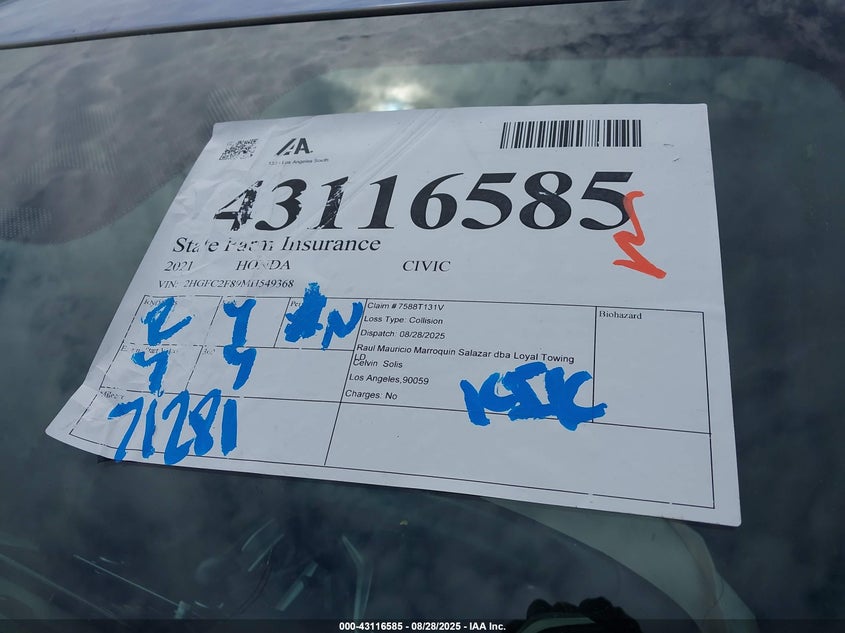 IAA
Los Angeles South
43116585
State Farm Insurance
2021 HONDA CIVIC
VIN: 2HGFC2F89MH549368
Claim # 7588T131V
Loss Type: Collision
Dispatch: 08/28/2025
Raul Mauricio Marroquin Salazar dba Loyal Towing
LD
Celvin Solis
Los Angeles,90059
Charges: No
Biohazard
Y
N
Y
Y
360
Mileage
71281
000-43116585 - 08/28/2025 - IAA Inc.